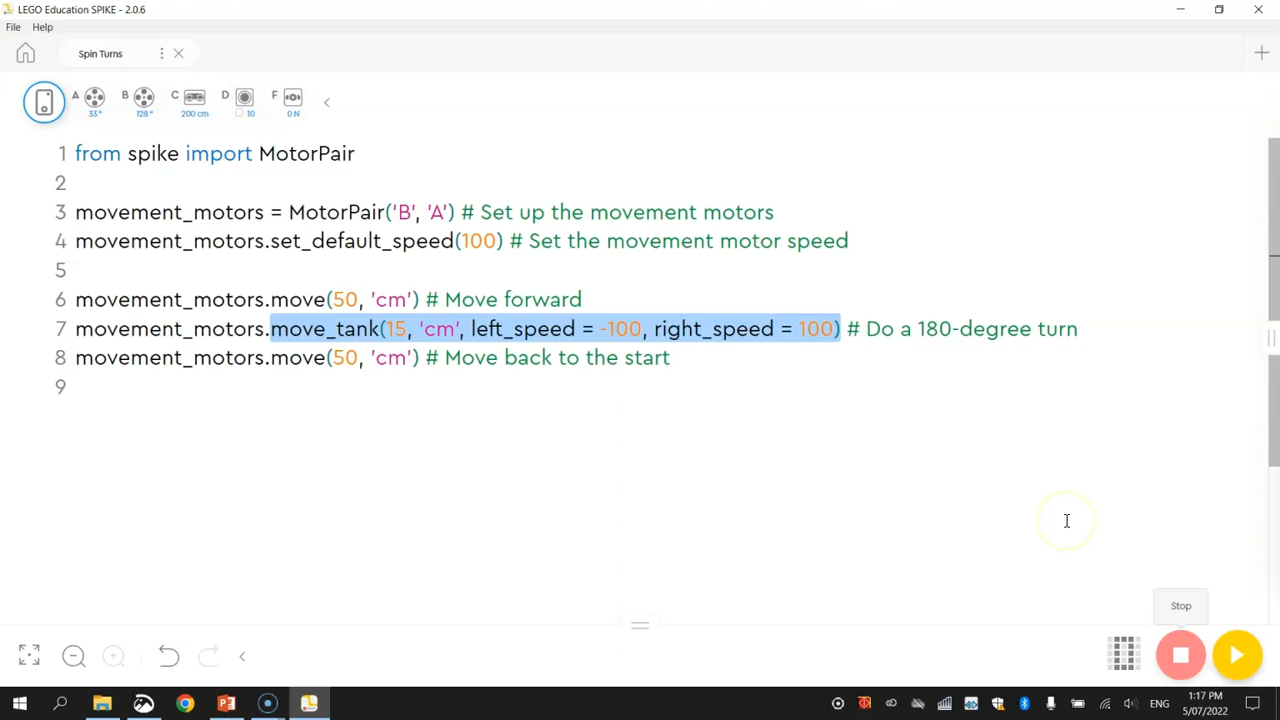 LEGO Education SPIKE - 2.0.6
File Help
Spin Turns
A B C D F
33° 128° 200 cm 10 0 N
1 from spike import MotorPair
2
3 movement_motors = MotorPair('B', 'A') # Set up the movement motors
4 movement_motors.set_default_speed(100) # Set the movement motor speed
5
6 movement_motors.move(50, 'cm') # Move forward
7 movement_motors.move_tank(15, 'cm', left_speed = -100, right_speed = 100) # Do a 180-degree turn
8 movement_motors.move(50, 'cm') # Move back to the start
9
Stop
1:17 PM
ENG
5/07/2022